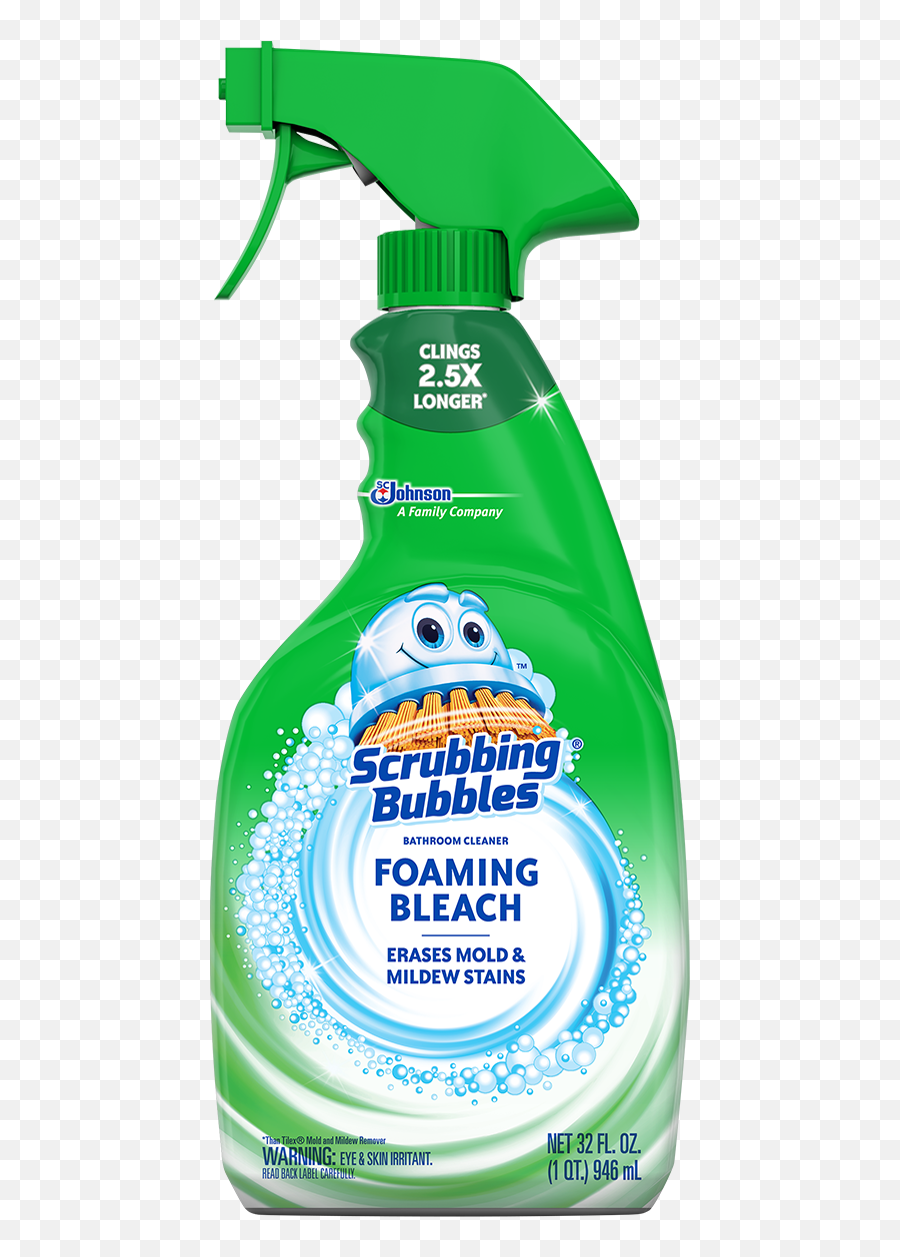 CLINGS
2.5X
LONGER*
SC Johnson
A Family Company
TM
Scrubbing ®
Bubbles
BATHROOM CLEANER
FOAMING
BLEACH
ERASES MOLD &
MILDEW STAINS
*Than Tilex® Mold and Mildew Remover
WARNING: EYE & SKIN IRRITANT.
READ BACK LABEL CAREFULLY.
NET 32 FL. OZ.
(1 QT.) 946 mL